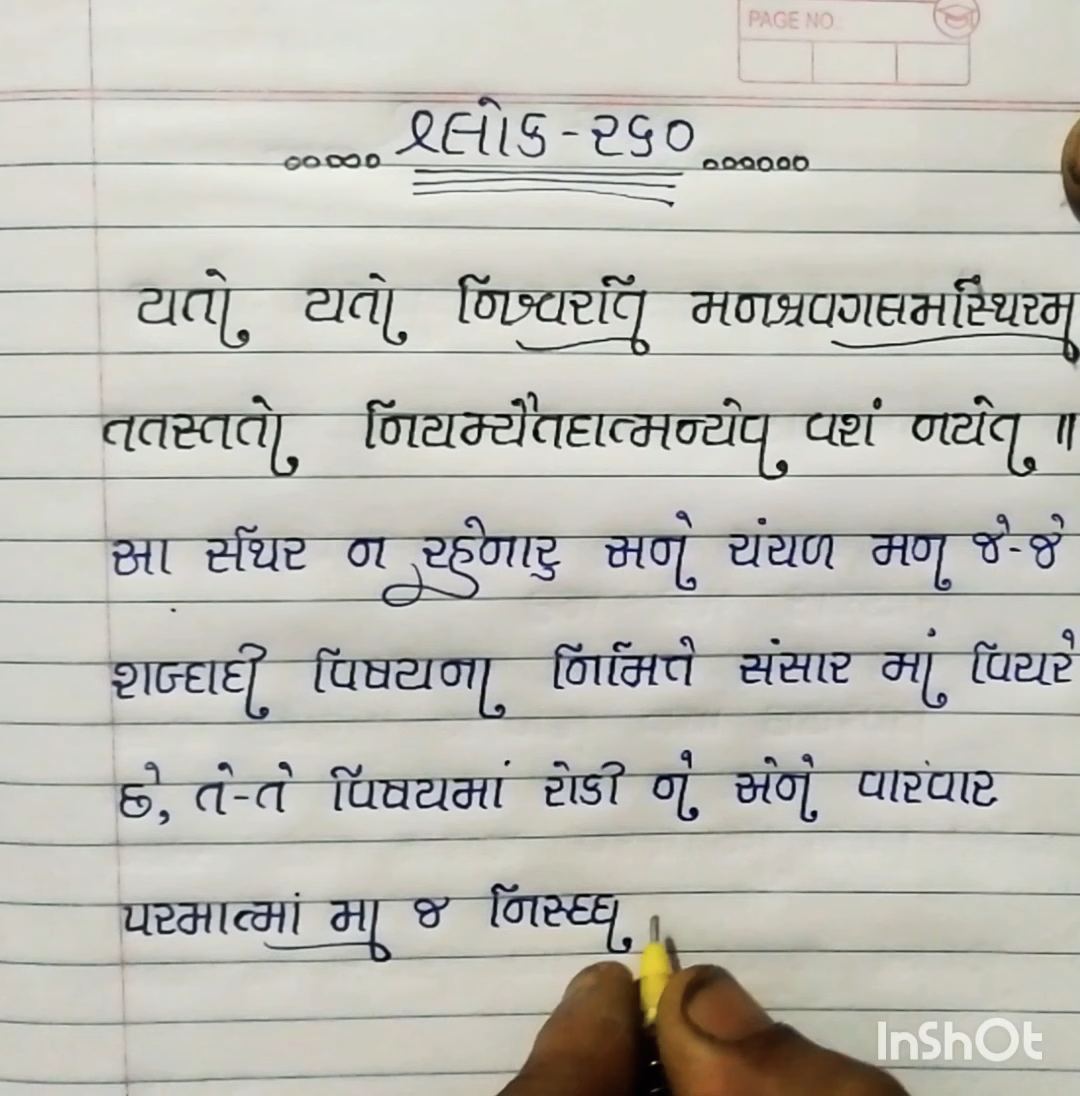 PAGE NO.:
શ્લોક - ૨૬૦
યતો યતો નિશ્ચરતિ મનશ્ચવગલમસ્થિરમ્
તતસ્તતો નિયમ્યૈતદાત્મન્યેવ વશં નયેત્ ॥
આ સ્થિર ન રહેનારુ અને ચંચળ મન જે-જે
શબ્દાદી વિષયના નિમિત્તે સંસાર માં વિચરે
છે, તે-તે વિષયમાં રોકી ને એને વારંવાર
પરમાત્માં મા જ નિરુદ્ધ
InShOt